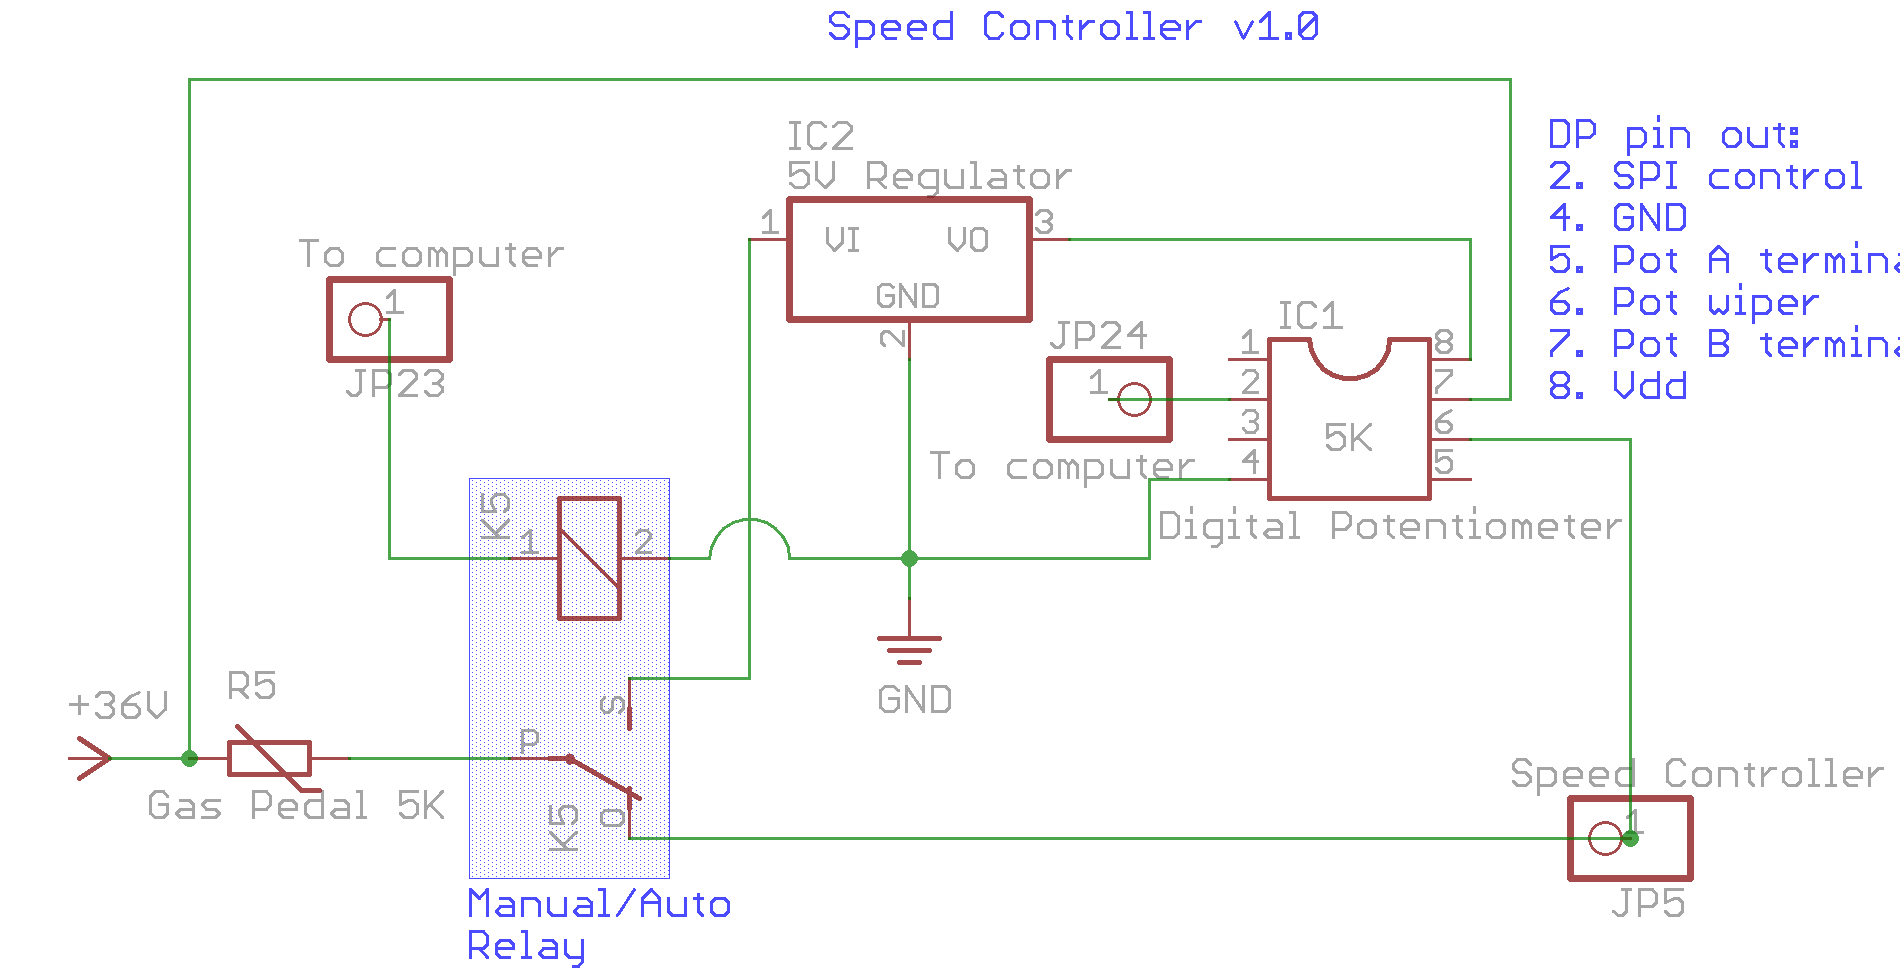 Speed Controller v1.0
IC2
5V Regulator
1
VI
VO
3
GND
2
DP pin out:
2. SPI control
4. GND
5. Pot A
6. Pot wiper
7. Pot B
8. Vdd
To computer
1
JP23
JP24
1
To computer
IC1
1
2
3
4
8
7
6
5
5K
Digital Potentiometer
K5
1
2
GND
+36V
R5
Gas Pedal 5K
P
S
O
K5
Manual/Auto
Relay
Speed Controller
1
JP5